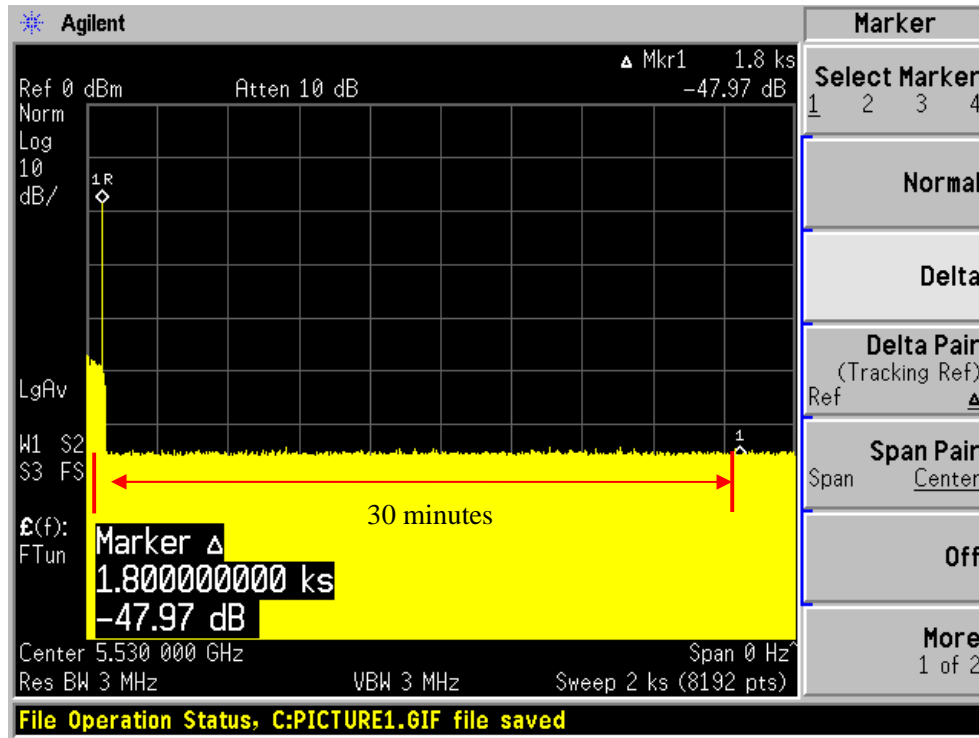 Agilent
Marker
Δ Mkr1 1.8 ks
Ref 0 dBm Atten 10 dB -47.97 dB
Norm
Log
10
dB/
1R
LgAv
W1 S2
S3 FS
£(f):
FTun
1
30 minutes
Marker Δ
1.800000000 ks
-47.97 dB
Center 5.530 000 GHz Span 0 Hz^
Res BW 3 MHz VBW 3 MHz Sweep 2 ks (8192 pts)
Select Marker
1 2 3 4
Normal
Delta
Delta Pair
(Tracking Ref)
Ref Δ
Span Pair
Span Center
Off
More
1 of 2
File Operation Status, C:PICTURE1.GIF file saved